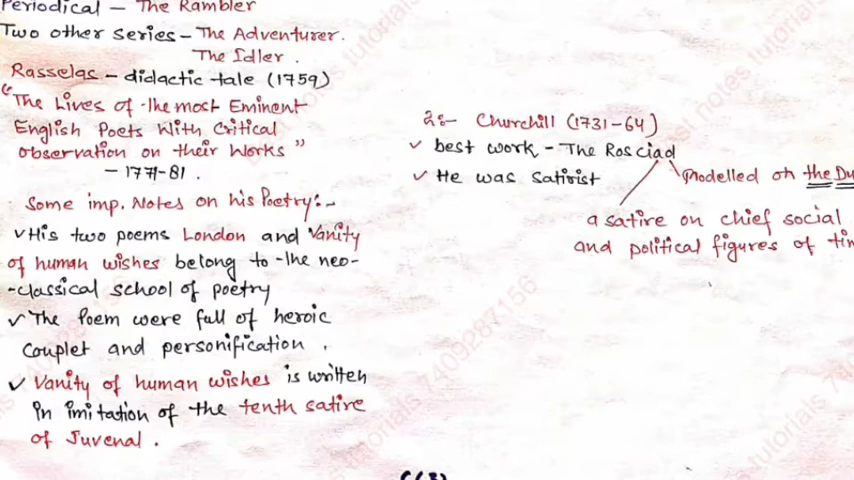 Periodical – The Rambler
Two other series – The Adventurer.
The Idler.
Rasselas – didactic tale (1759)
"The Lives of the most Eminent
English Poets With Critical
observation on their Works"
– 1777-81.
Some imp. Notes on his Poetry:-
✓ His two poems London and Vanity
of human wishes belong to the neo-
-classical school of poetry
✓ The Poem were full of heroic
couplet and personification.
✓ Vanity of human wishes is written
in imitation of the tenth satire
of Juvenal.
2:- Churchill (1731-64)
✓ best work – The Rosciad
✓ He was satirist
Modelled on the Du
a satire on chief social
and political figures of tim